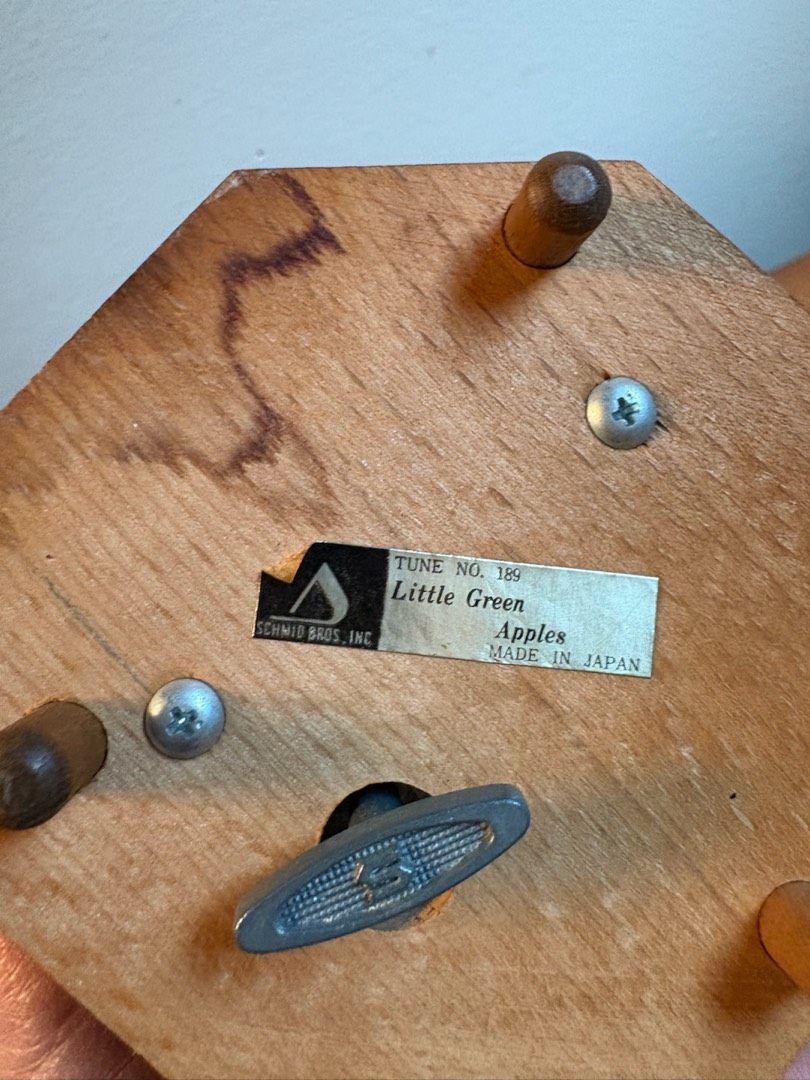 TUNE NO. 189
Little Green
Apples
MADE IN JAPAN
SCHMID BROS., INC